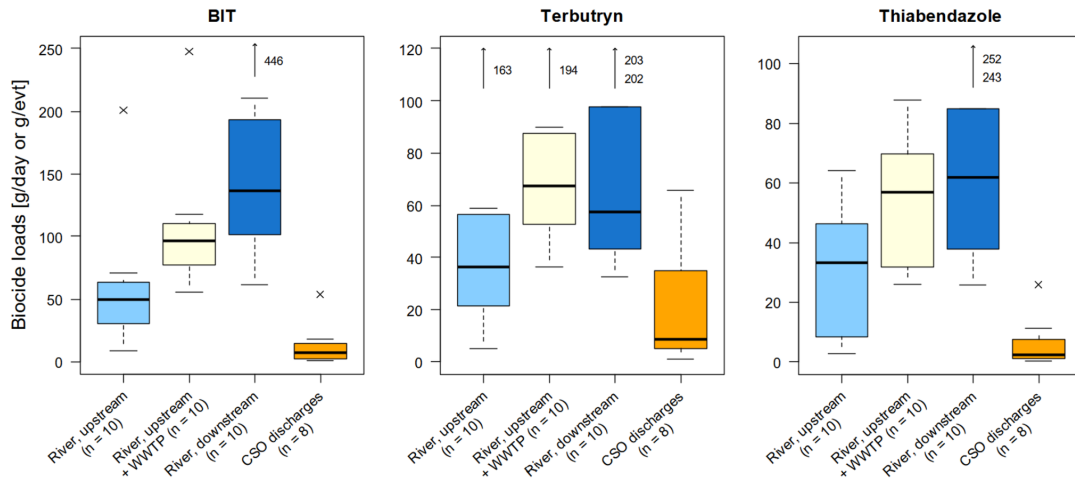 BIT
Terbutryn
Thiabendazole
Biocide loads [g/day or g/evt]
250
200
150
100
50
0
446
River, upstream
(n = 10)
River, upstream
+ WWTP (n = 10)
River, downstream
(n = 10)
CSO discharges
(n = 8)
120
100
80
60
40
20
0
163
194
203
202
River, upstream
(n = 10)
River, upstream
+ WWTP (n = 10)
River, downstream
(n = 10)
CSO discharges
(n = 8)
100
80
60
40
20
0
252
243
River, upstream
(n = 10)
River, upstream
+ WWTP (n = 10)
River, downstream
(n = 10)
CSO discharges
(n = 8)